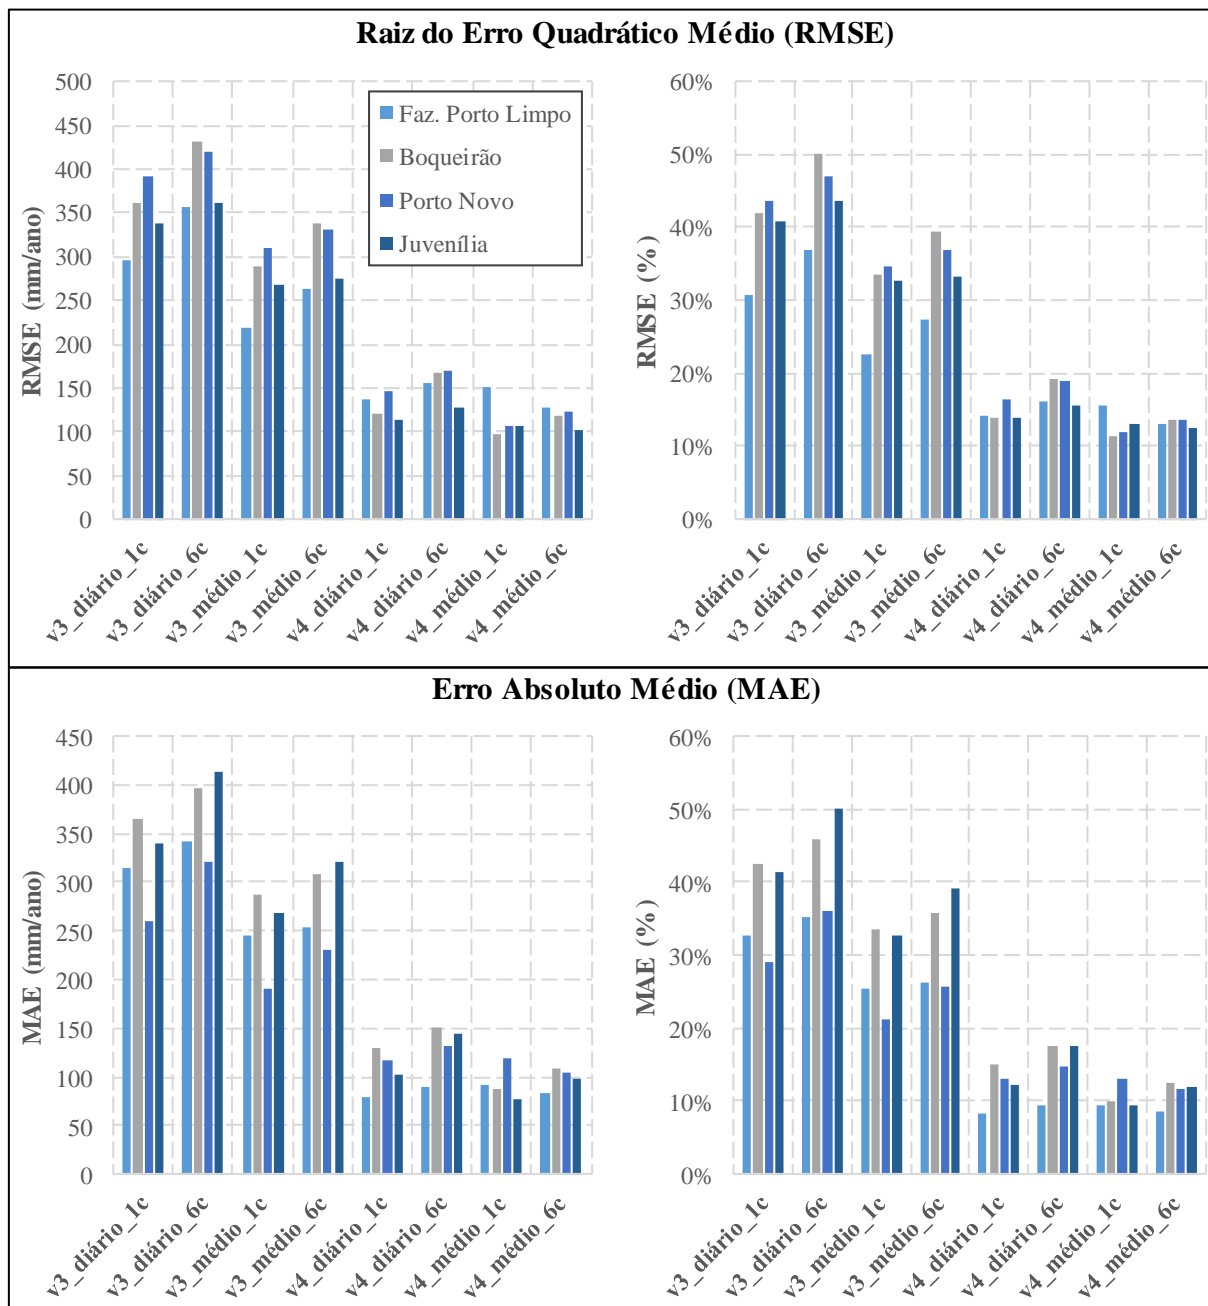 Raiz do Erro Quadrático Médio (RMSE)
RMSE (mm/ano)
500
450
400
350
300
250
200
150
100
50
0
Faz. Porto Limpo
Boqueirão
Porto Novo
Juvenília
v3_diário_1c
v3_diário_6c
v3_médio_1c
v3_médio_6c
v4_diário_1c
v4_diário_6c
v4_médio_1c
v4_médio_6c
RMSE (%)
60%
50%
40%
30%
20%
10%
0%
v3_diário_1c
v3_diário_6c
v3_médio_1c
v3_médio_6c
v4_diário_1c
v4_diário_6c
v4_médio_1c
v4_médio_6c
Erro Absoluto Médio (MAE)
MAE (mm/ano)
450
400
350
300
250
200
150
100
50
0
v3_diário_1c
v3_diário_6c
v3_médio_1c
v3_médio_6c
v4_diário_1c
v4_diário_6c
v4_médio_1c
v4_médio_6c
MAE (%)
60%
50%
40%
30%
20%
10%
0%
v3_diário_1c
v3_diário_6c
v3_médio_1c
v3_médio_6c
v4_diário_1c
v4_diário_6c
v4_médio_1c
v4_médio_6c